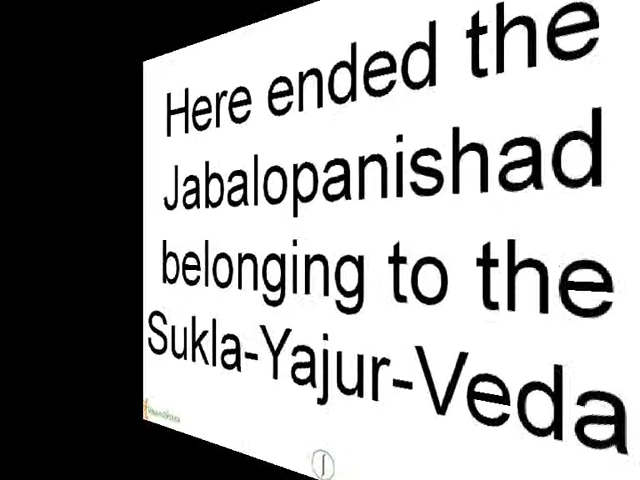 Here ended the
Jabalopanishad
belonging to the
Sukla-Yajur-Veda